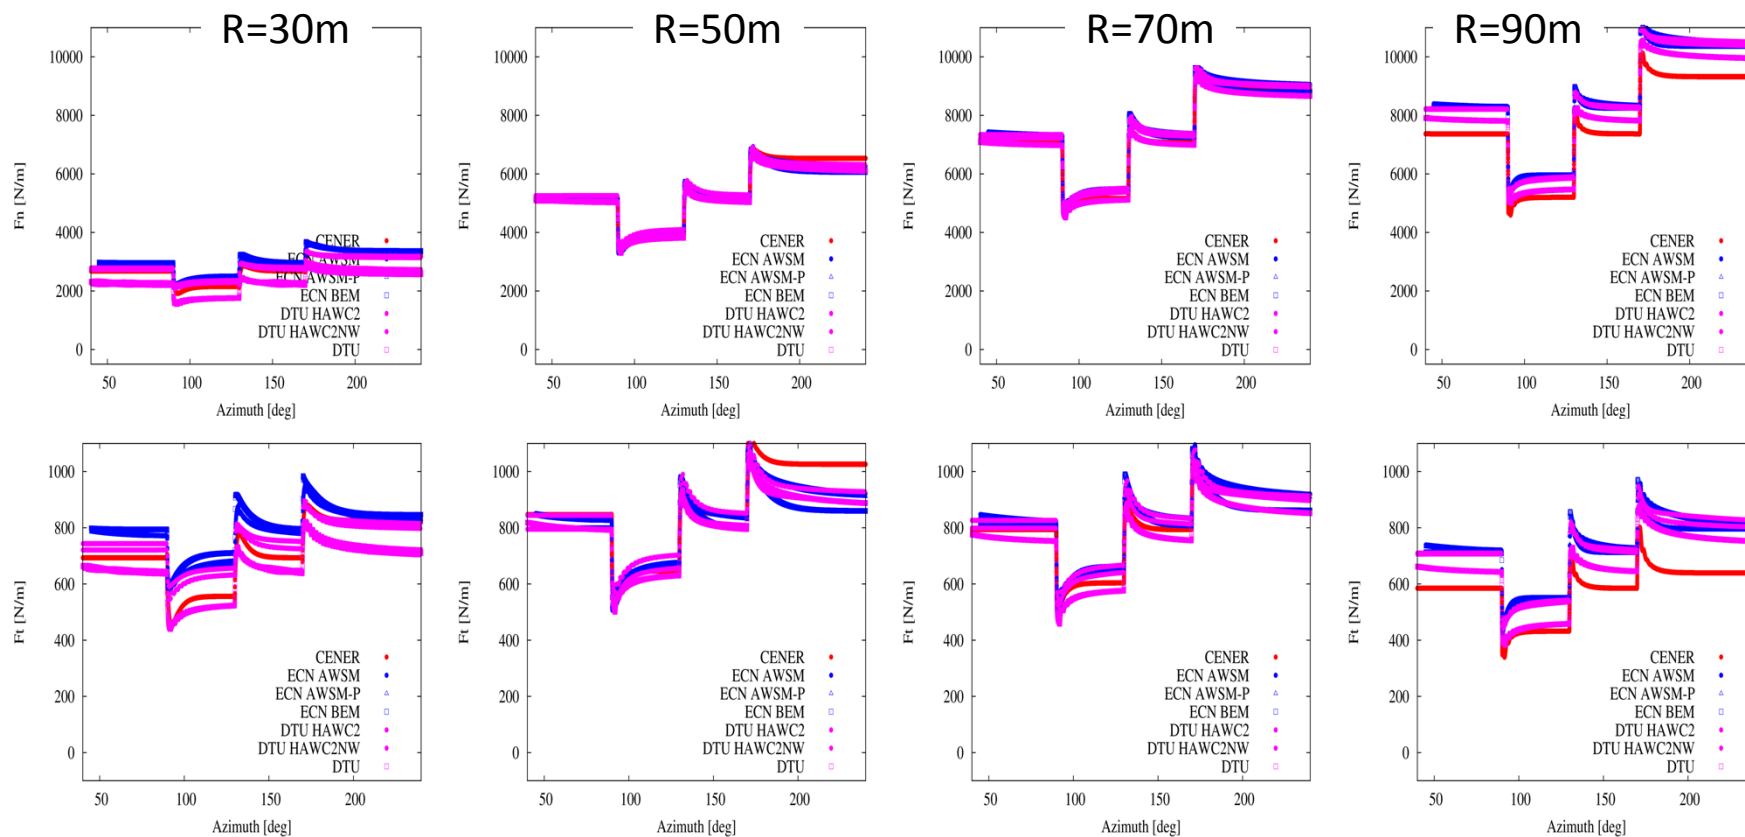 R=30m
R=50m
R=70m
R=90m
10000
8000
6000
4000
2000
0
Fn [N/m]
CENER
ECN AWSM
ECN AWSM-P
ECN BEM
DTU HAWC2
DTU HAWC2NW
DTU
50
100
150
200
Azimuth [deg]
10000
8000
6000
4000
2000
0
Fn [N/m]
CENER
ECN AWSM
ECN AWSM-P
ECN BEM
DTU HAWC2
DTU HAWC2NW
DTU
50
100
150
200
Azimuth [deg]
10000
8000
6000
4000
2000
0
Fn [N/m]
CENER
ECN AWSM
ECN AWSM-P
ECN BEM
DTU HAWC2
DTU HAWC2NW
DTU
50
100
150
200
Azimuth [deg]
10000
8000
6000
4000
2000
0
Fn [N/m]
CENER
ECN AWSM
ECN AWSM-P
ECN BEM
DTU HAWC2
DTU HAWC2NW
DTU
50
100
150
200
Azimuth [deg]
1000
800
600
400
200
0
Ft [N/m]
CENER
ECN AWSM
ECN AWSM-P
ECN BEM
DTU HAWC2
DTU HAWC2NW
DTU
50
100
150
200
Azimuth [deg]
1000
800
600
400
200
0
Ft [N/m]
CENER
ECN AWSM
ECN AWSM-P
ECN BEM
DTU HAWC2
DTU HAWC2NW
DTU
50
100
150
200
Azimuth [deg]
1000
800
600
400
200
0
Ft [N/m]
CENER
ECN AWSM
ECN AWSM-P
ECN BEM
DTU HAWC2
DTU HAWC2NW
DTU
50
100
150
200
Azimuth [deg]
1000
800
600
400
200
0
Ft [N/m]
CENER
ECN AWSM
ECN AWSM-P
ECN BEM
DTU HAWC2
DTU HAWC2NW
DTU
50
100
150
200
Azimuth [deg]